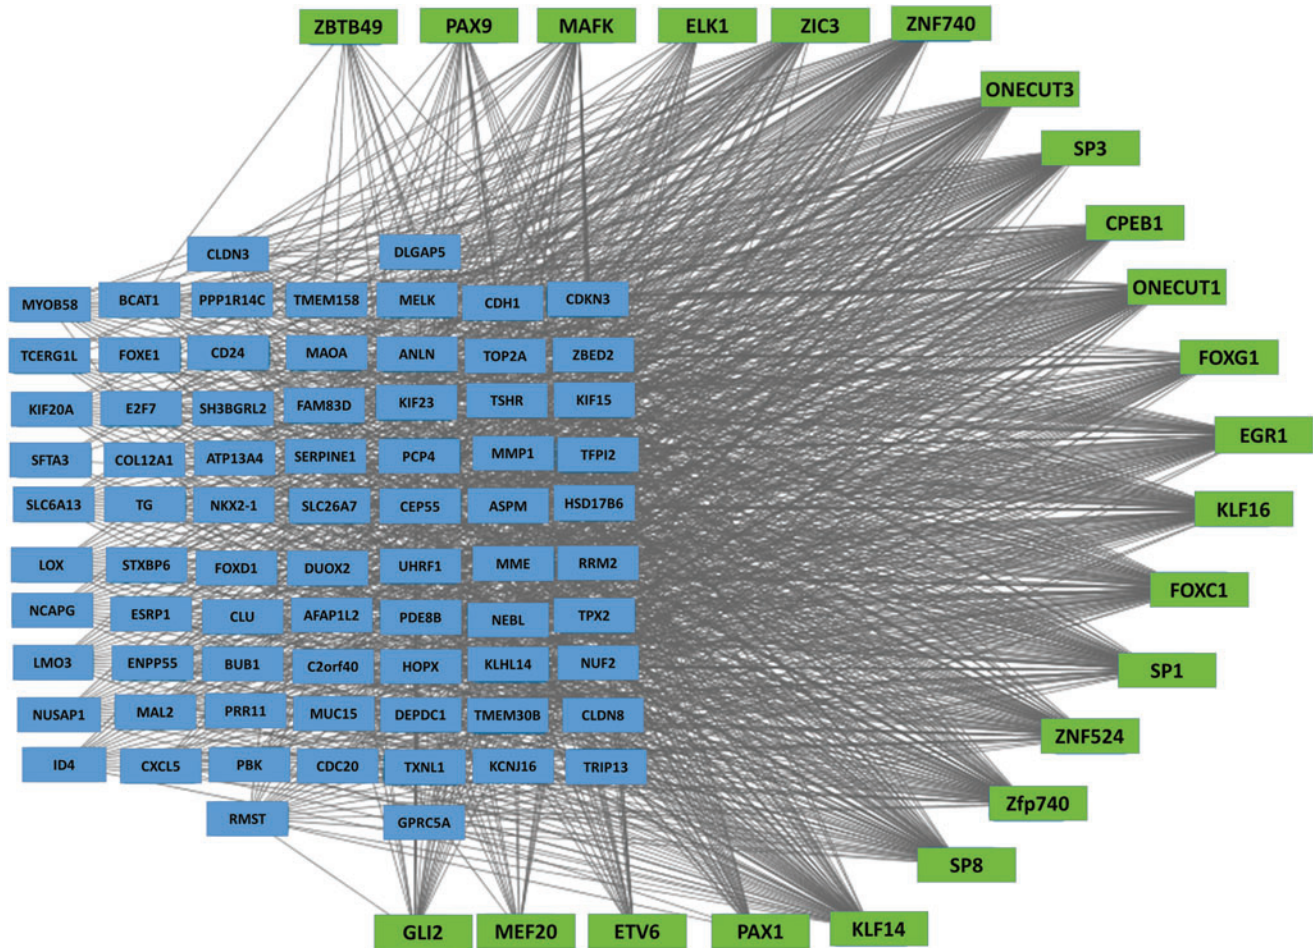 ZBTB49 PAX9 MAFK ELK1 ZIC3 ZNF740
ONECUT3
SP3
CPEB1
ONECUT1
FOXG1
EGR1
KLF16
FOXC1
SP1
ZNF524
Zfp740
SP8
CLDN3 DLGAP5
MYOB58 BCAT1 PPP1R14C TMEM158 MELK CDH1 CDKN3
TCERG1L FOXE1 CD24 MAOA ANLN TOP2A ZBED2
KIF20A E2F7 SH3BGRL2 FAM83D KIF23 TSHR KIF15
SFTA3 COL12A1 ATP13A4 SERPINE1 PCP4 MMP1 TFPI2
SLC6A13 TG NKX2-1 SLC26A7 CEP55 ASPM HSD17B6
LOX STXBP6 FOXD1 DUOX2 UHRF1 MME RRM2
NCAPG ESRP1 CLU AFAP1L2 PDE8B NEBL TPX2
LMO3 ENPP55 BUB1 C2orf40 HOPX KLHL14 NUF2
NUSAP1 MAL2 PRR11 MUC15 DEPDC1 TMEM30B CLDN8
ID4 CXCL5 PBK CDC20 TXNL1 KCNJ16 TRIP13
RMST GPRC5A
GLI2 MEF20 ETV6 PAX1 KLF14